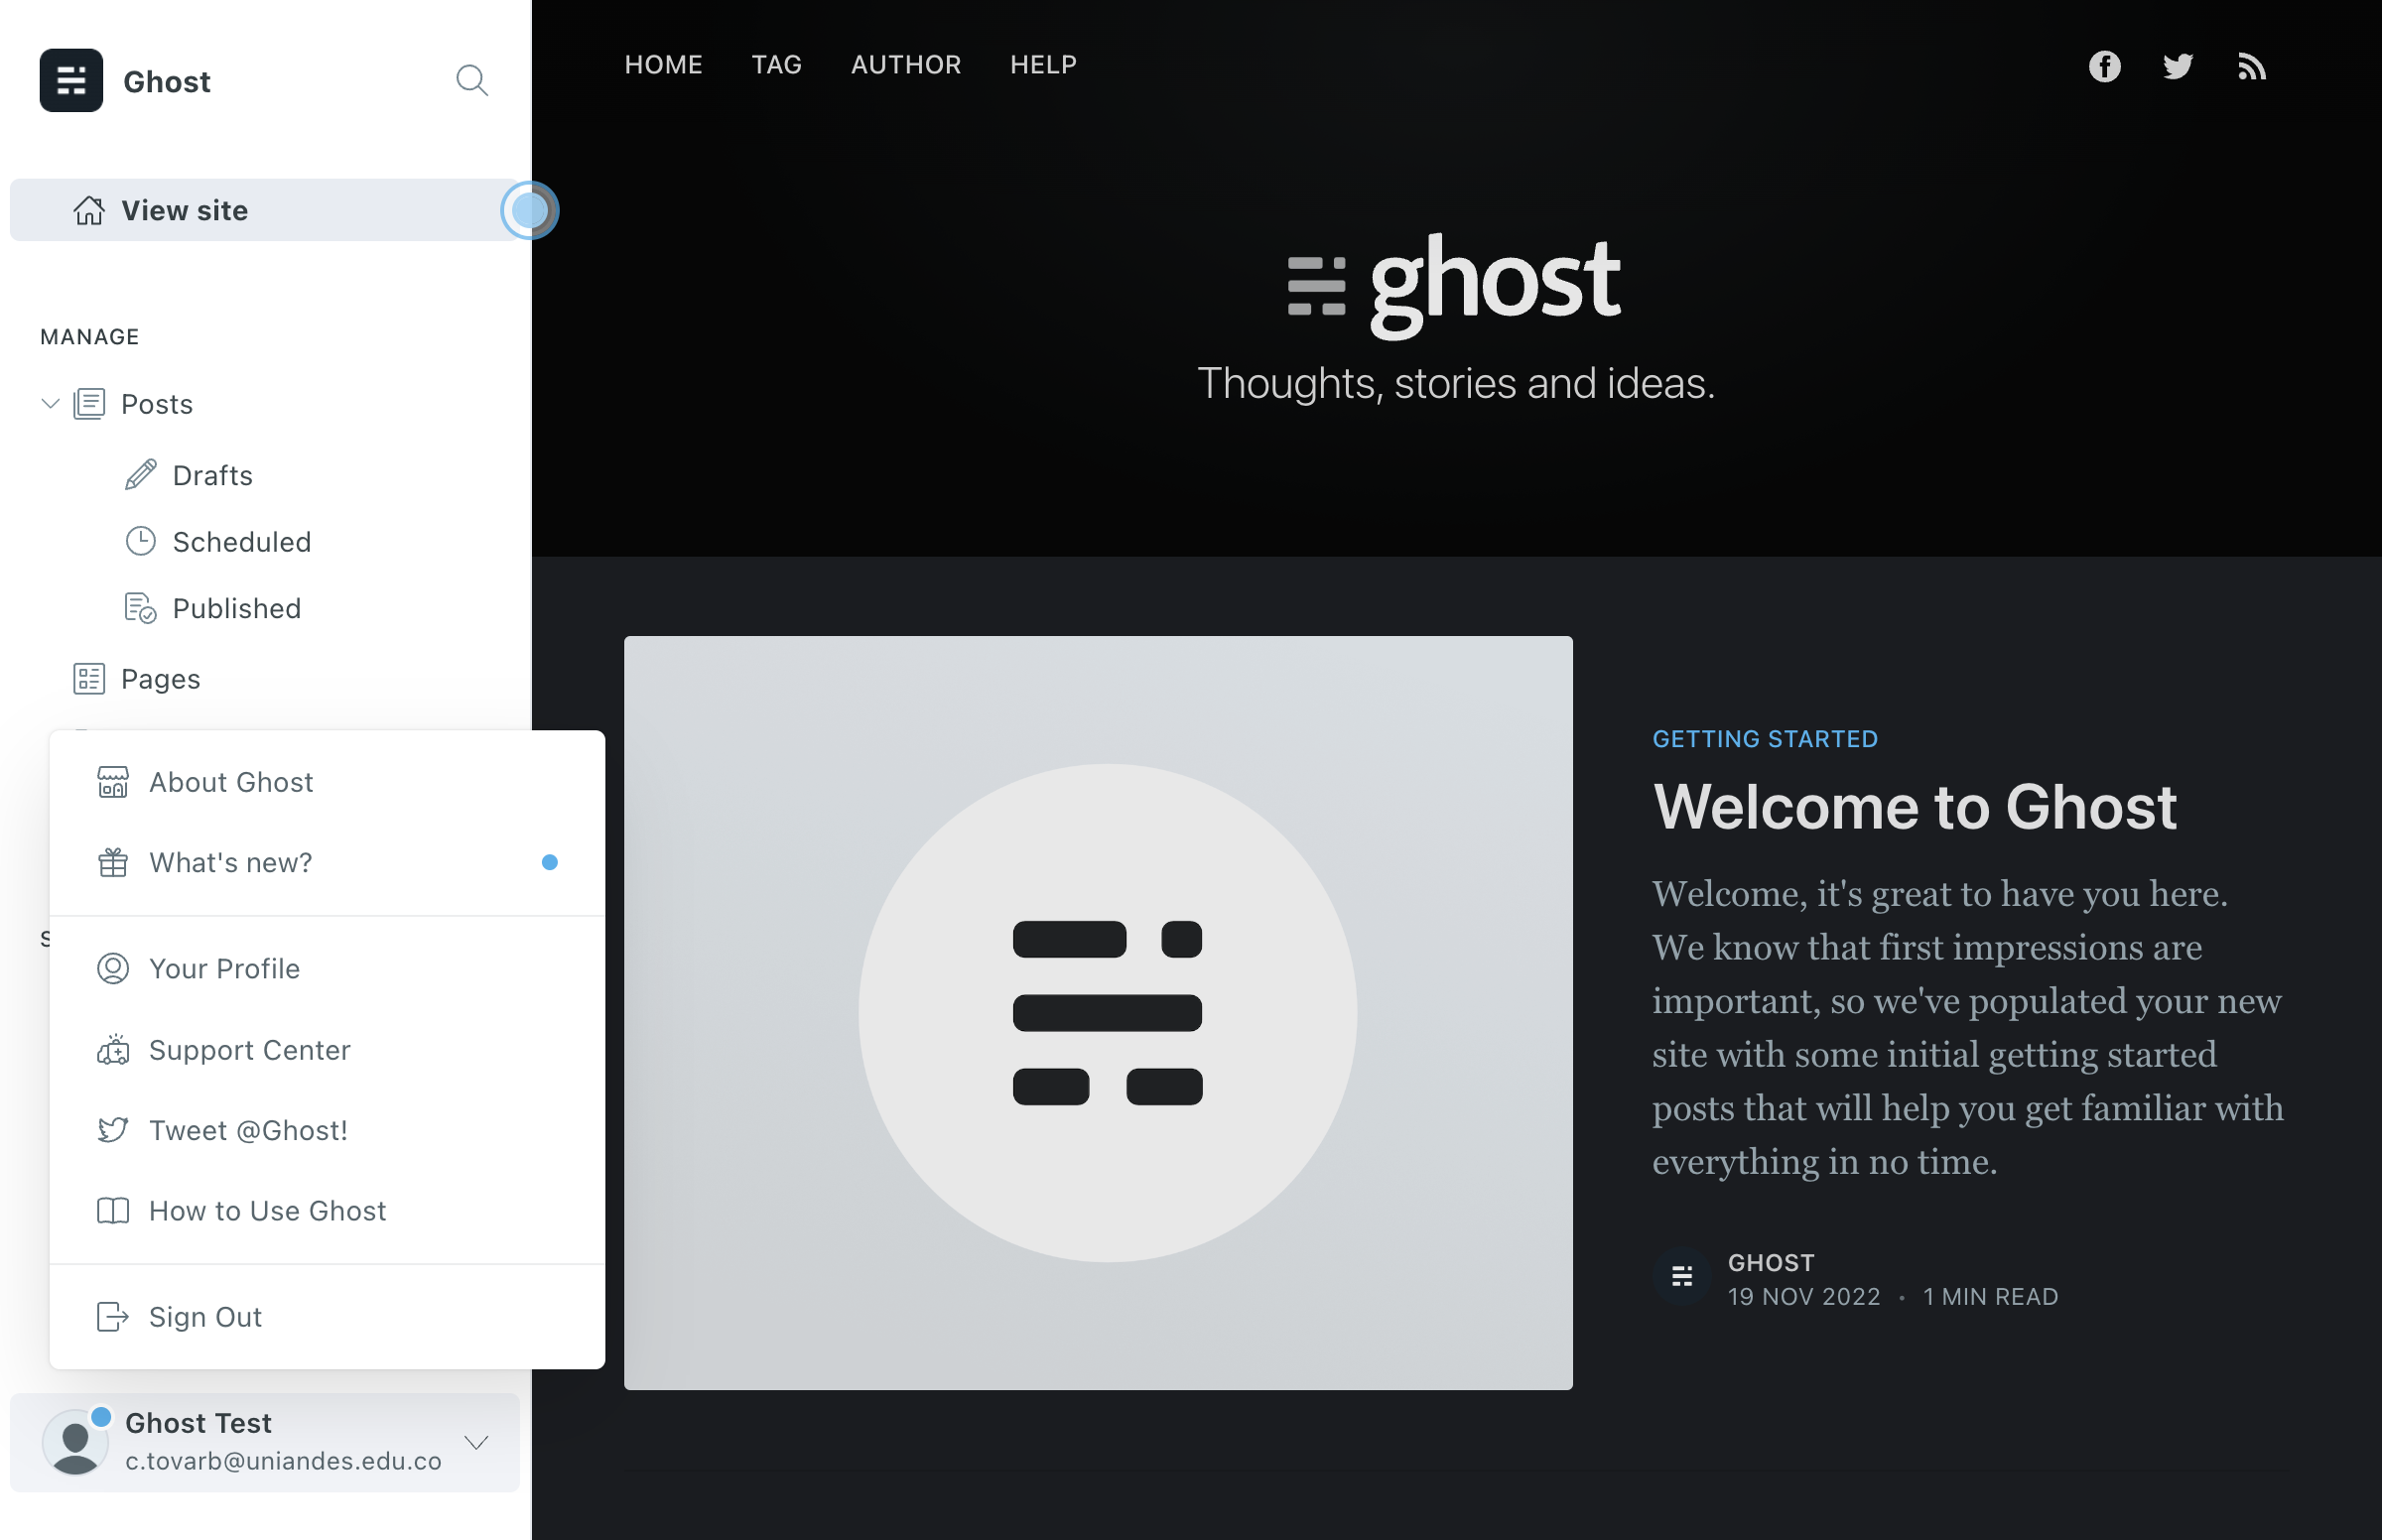 Ghost
View site
MANAGE
Posts
Drafts
Scheduled
Published
Pages
About Ghost
What's new?
S
Your Profile
Support Center
Tweet @Ghost!
How to Use Ghost
Sign Out
Ghost Test
c.tovarb@uniandes.edu.co
HOME TAG AUTHOR HELP
ghost
Thoughts, stories and ideas.
GETTING STARTED
Welcome to Ghost
Welcome, it's great to have you here.
We know that first impressions are
important, so we've populated your new
site with some initial getting started
posts that will help you get familiar with
everything in no time.
GHOST
19 NOV 2022 • 1 MIN READ